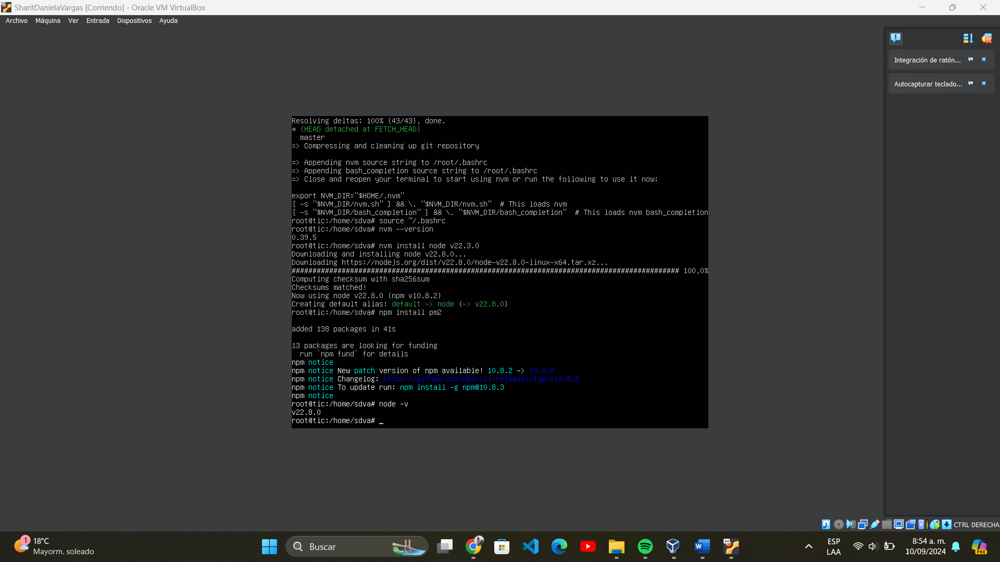 SharitDanielaVargas [Corriendo] - Oracle VM VirtualBox
Archivo Máquina Ver Entrada Dispositivos Ayuda
Integración de ratón...
Autocapturar teclado...
Resolving deltas: 100% (43/43), done.
* (HEAD detached at FETCH_HEAD)
master
=> Compressing and cleaning up git repository
=> Appending nvm source string to /root/.bashrc
=> Appending bash_completion source string to /root/.bashrc
=> Close and reopen your terminal to start using nvm or run the following to use it now:
export NVM_DIR="$HOME/.nvm"
[ -s "$NVM_DIR/nvm.sh" ] && \. "$NVM_DIR/nvm.sh"  # This loads nvm
[ -s "$NVM_DIR/bash_completion" ] && \. "$NVM_DIR/bash_completion"  # This loads nvm bash_completion
root@tic:/home/sdva# source ~/.bashrc
root@tic:/home/sdva# nvm --version
0.39.5
root@tic:/home/sdva# nvm install node v22.3.0
Downloading and installing node v22.8.0...
Downloading https://nodejs.org/dist/v22.8.0/node-v22.8.0-linux-x64.tar.xz...
############################################################################################# 100,0%
Computing checksum with sha256sum
Checksums matched!
Now using node v22.8.0 (npm v10.8.2)
Creating default alias: default -> node (-> v22.8.0)
root@tic:/home/sdva# npm install pm2
added 138 packages in 41s
13 packages are looking for funding
run `npm fund` for details
npm notice
npm notice New patch version of npm available! 10.8.2 -> 10.8.3
npm notice Changelog: https://github.com/npm/cli/releases/tag/v10.8.3
npm notice To update run: npm install -g npm@10.8.3
npm notice
root@tic:/home/sdva# node -v
v22.8.0
root@tic:/home/sdva# _
CTRL DERECHA
1
18°C
Mayorm. soleado
Buscar
64
ESP
LAA
8:54 a. m.
10/09/2024
PRE